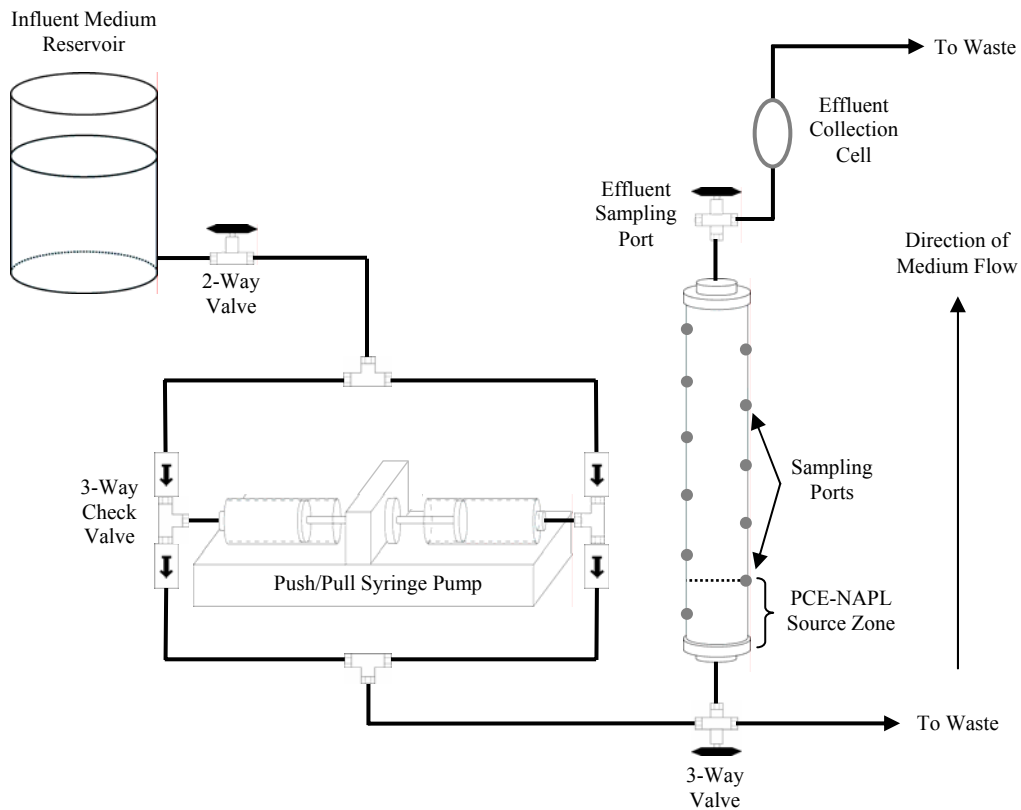 Influent Medium
Reservoir
To Waste
Effluent
Collection
Cell
Effluent
Sampling
Port
Direction of
Medium Flow
2-Way
Valve
3-Way
Check
Valve
Sampling
Ports
Push/Pull Syringe Pump
PCE-NAPL
Source Zone
To Waste
3-Way
Valve